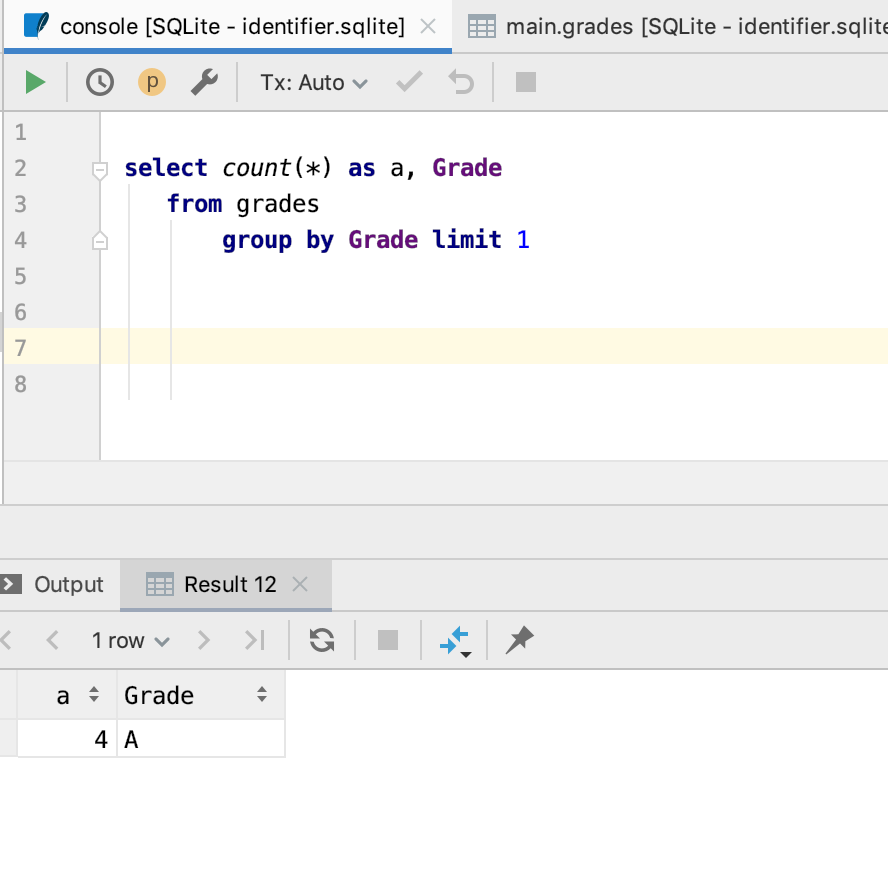 console [SQLite - identifier.sqlite]
main.grades [SQLite - identifier.sqlite
p
Tx: Auto
1
2 select count(*) as a, Grade
3 from grades
4 group by Grade limit 1
5
6
7
8
Output
Result 12
1 row
a Grade
4 A